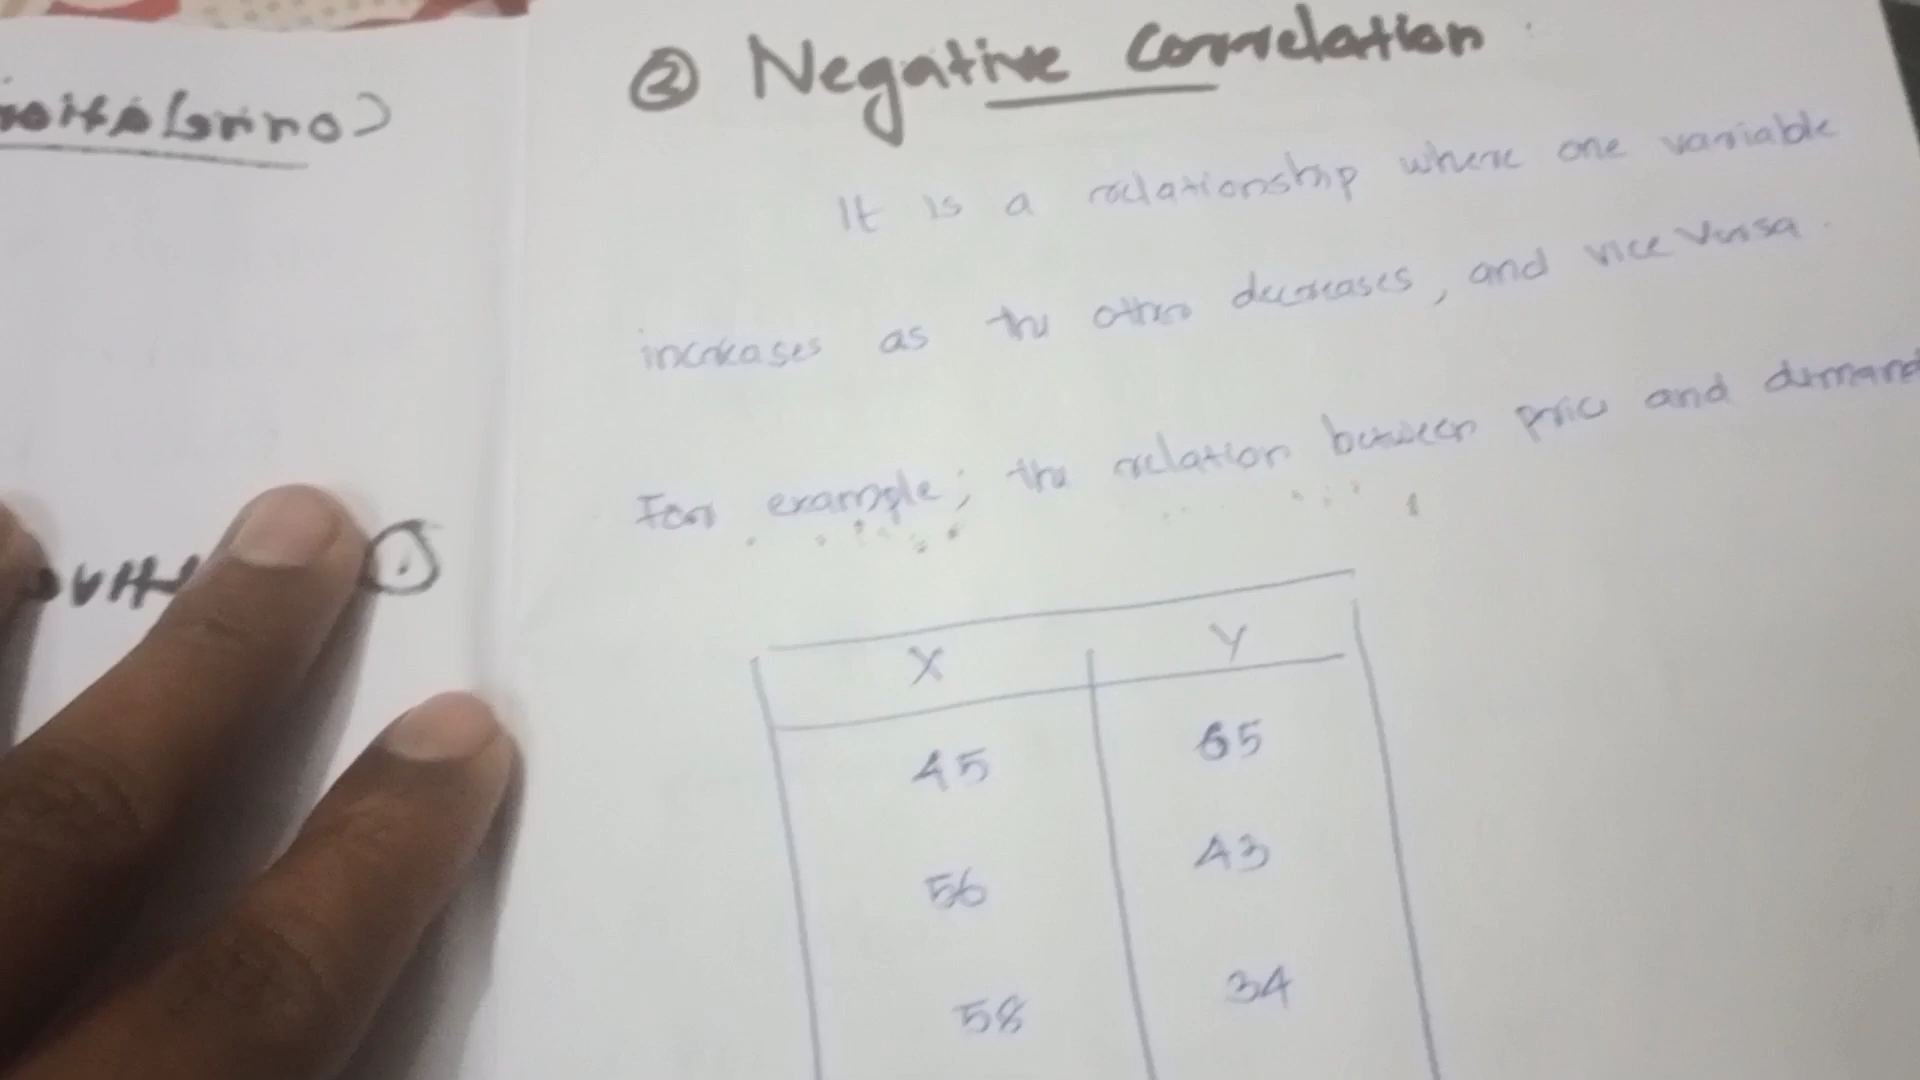 ② Negative Correlation
It is a relationship where one variable
increases as the other decreases, and vice versa.
For example; the relation between price and demand
X Y
45 65
56 43
58 34